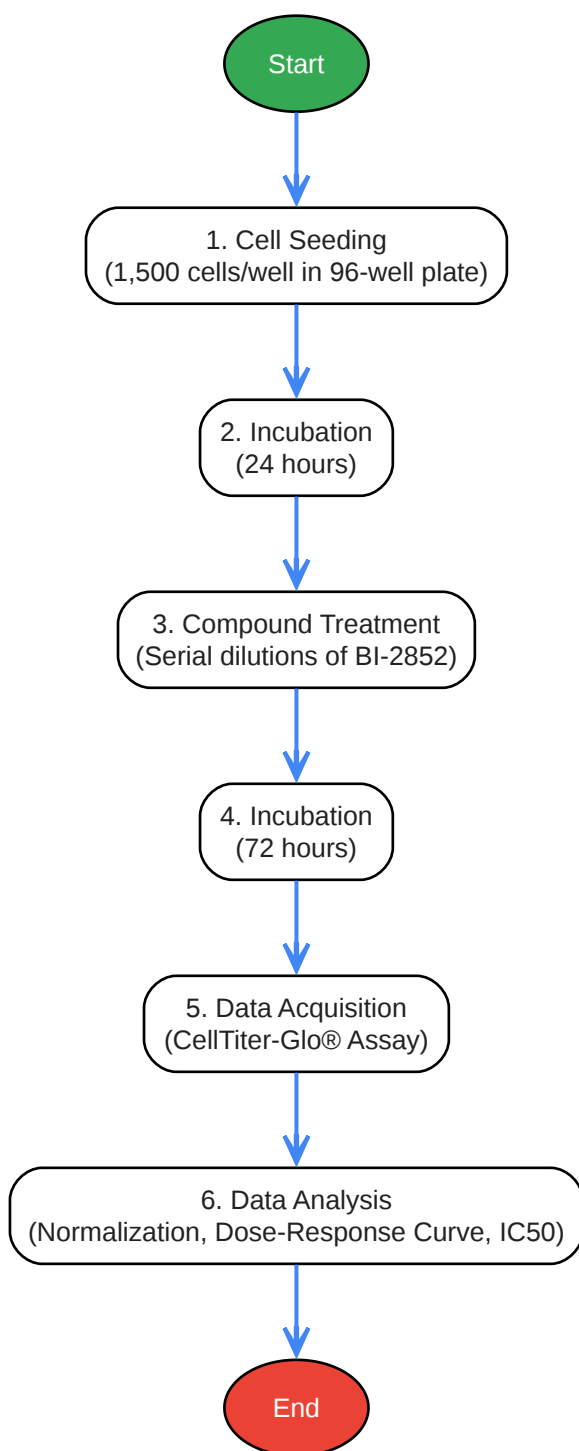 Start
1. Cell Seeding
(1,500 cells/well in 96-well plate)
2. Incubation
(24 hours)
3. Compound Treatment
(Serial dilutions of BI-2852)
4. Incubation
(72 hours)
5. Data Acquisition
(CellTiter-Glo® Assay)
6. Data Analysis
(Normalization, Dose-Response Curve, IC50)
End